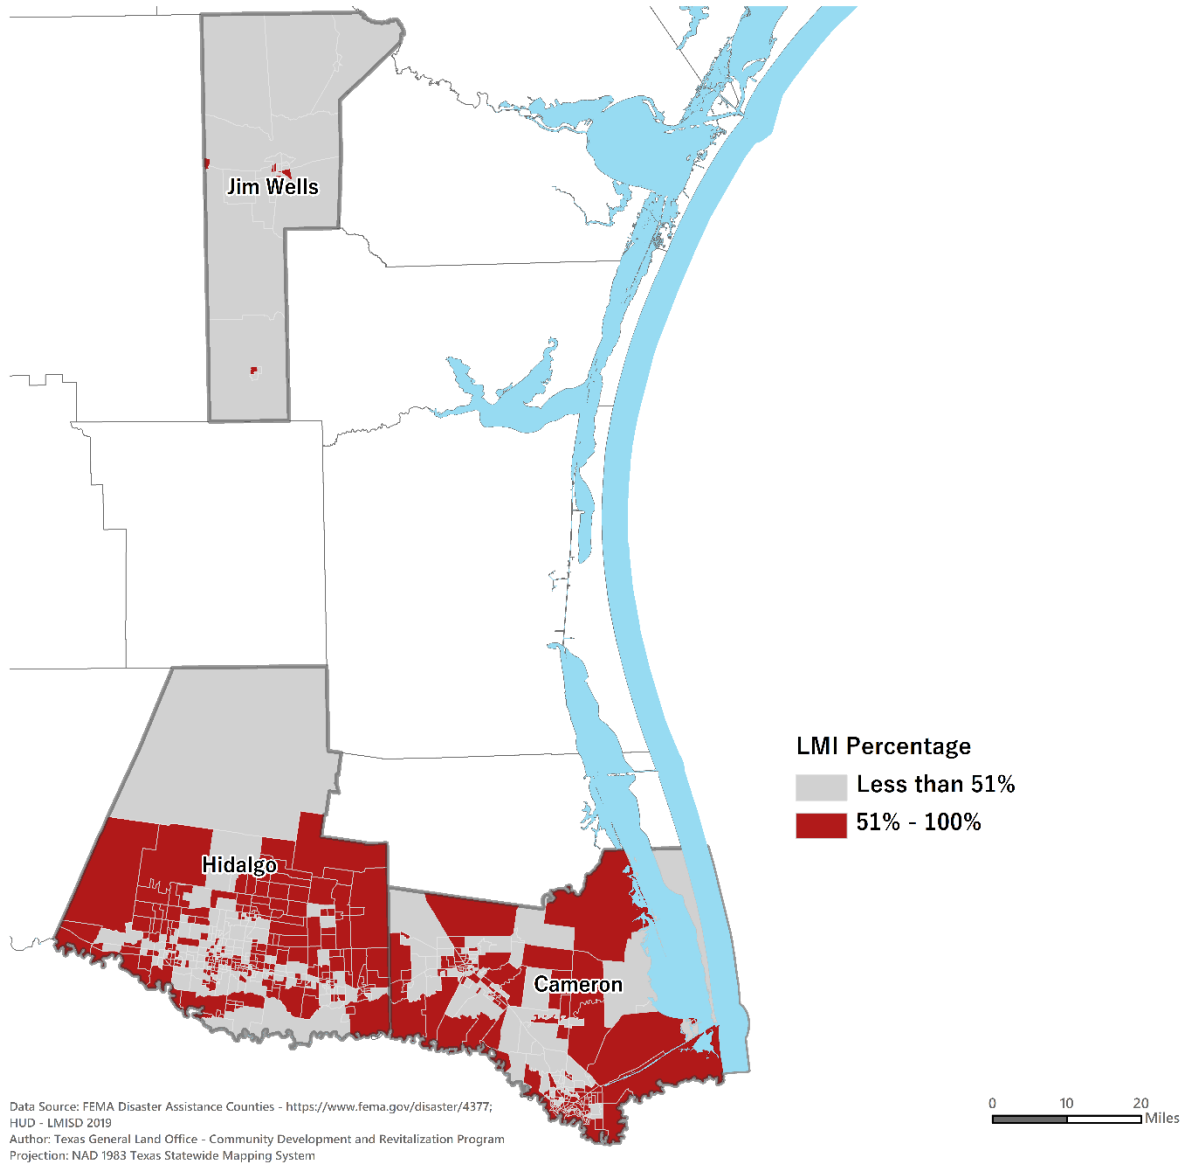 Jim Wells
LMI Percentage
Less than 51%
51% - 100%
Hidalgo
Cameron
Data Source: FEMA Disaster Assistance Counties - https://www.fema.gov/disaster/4377;
HUD - LMISD 2019
Author: Texas General Land Office - Community Development and Revitalization Program
Projection: NAD 1983 Texas Statewide Mapping System
0 10 20
Miles